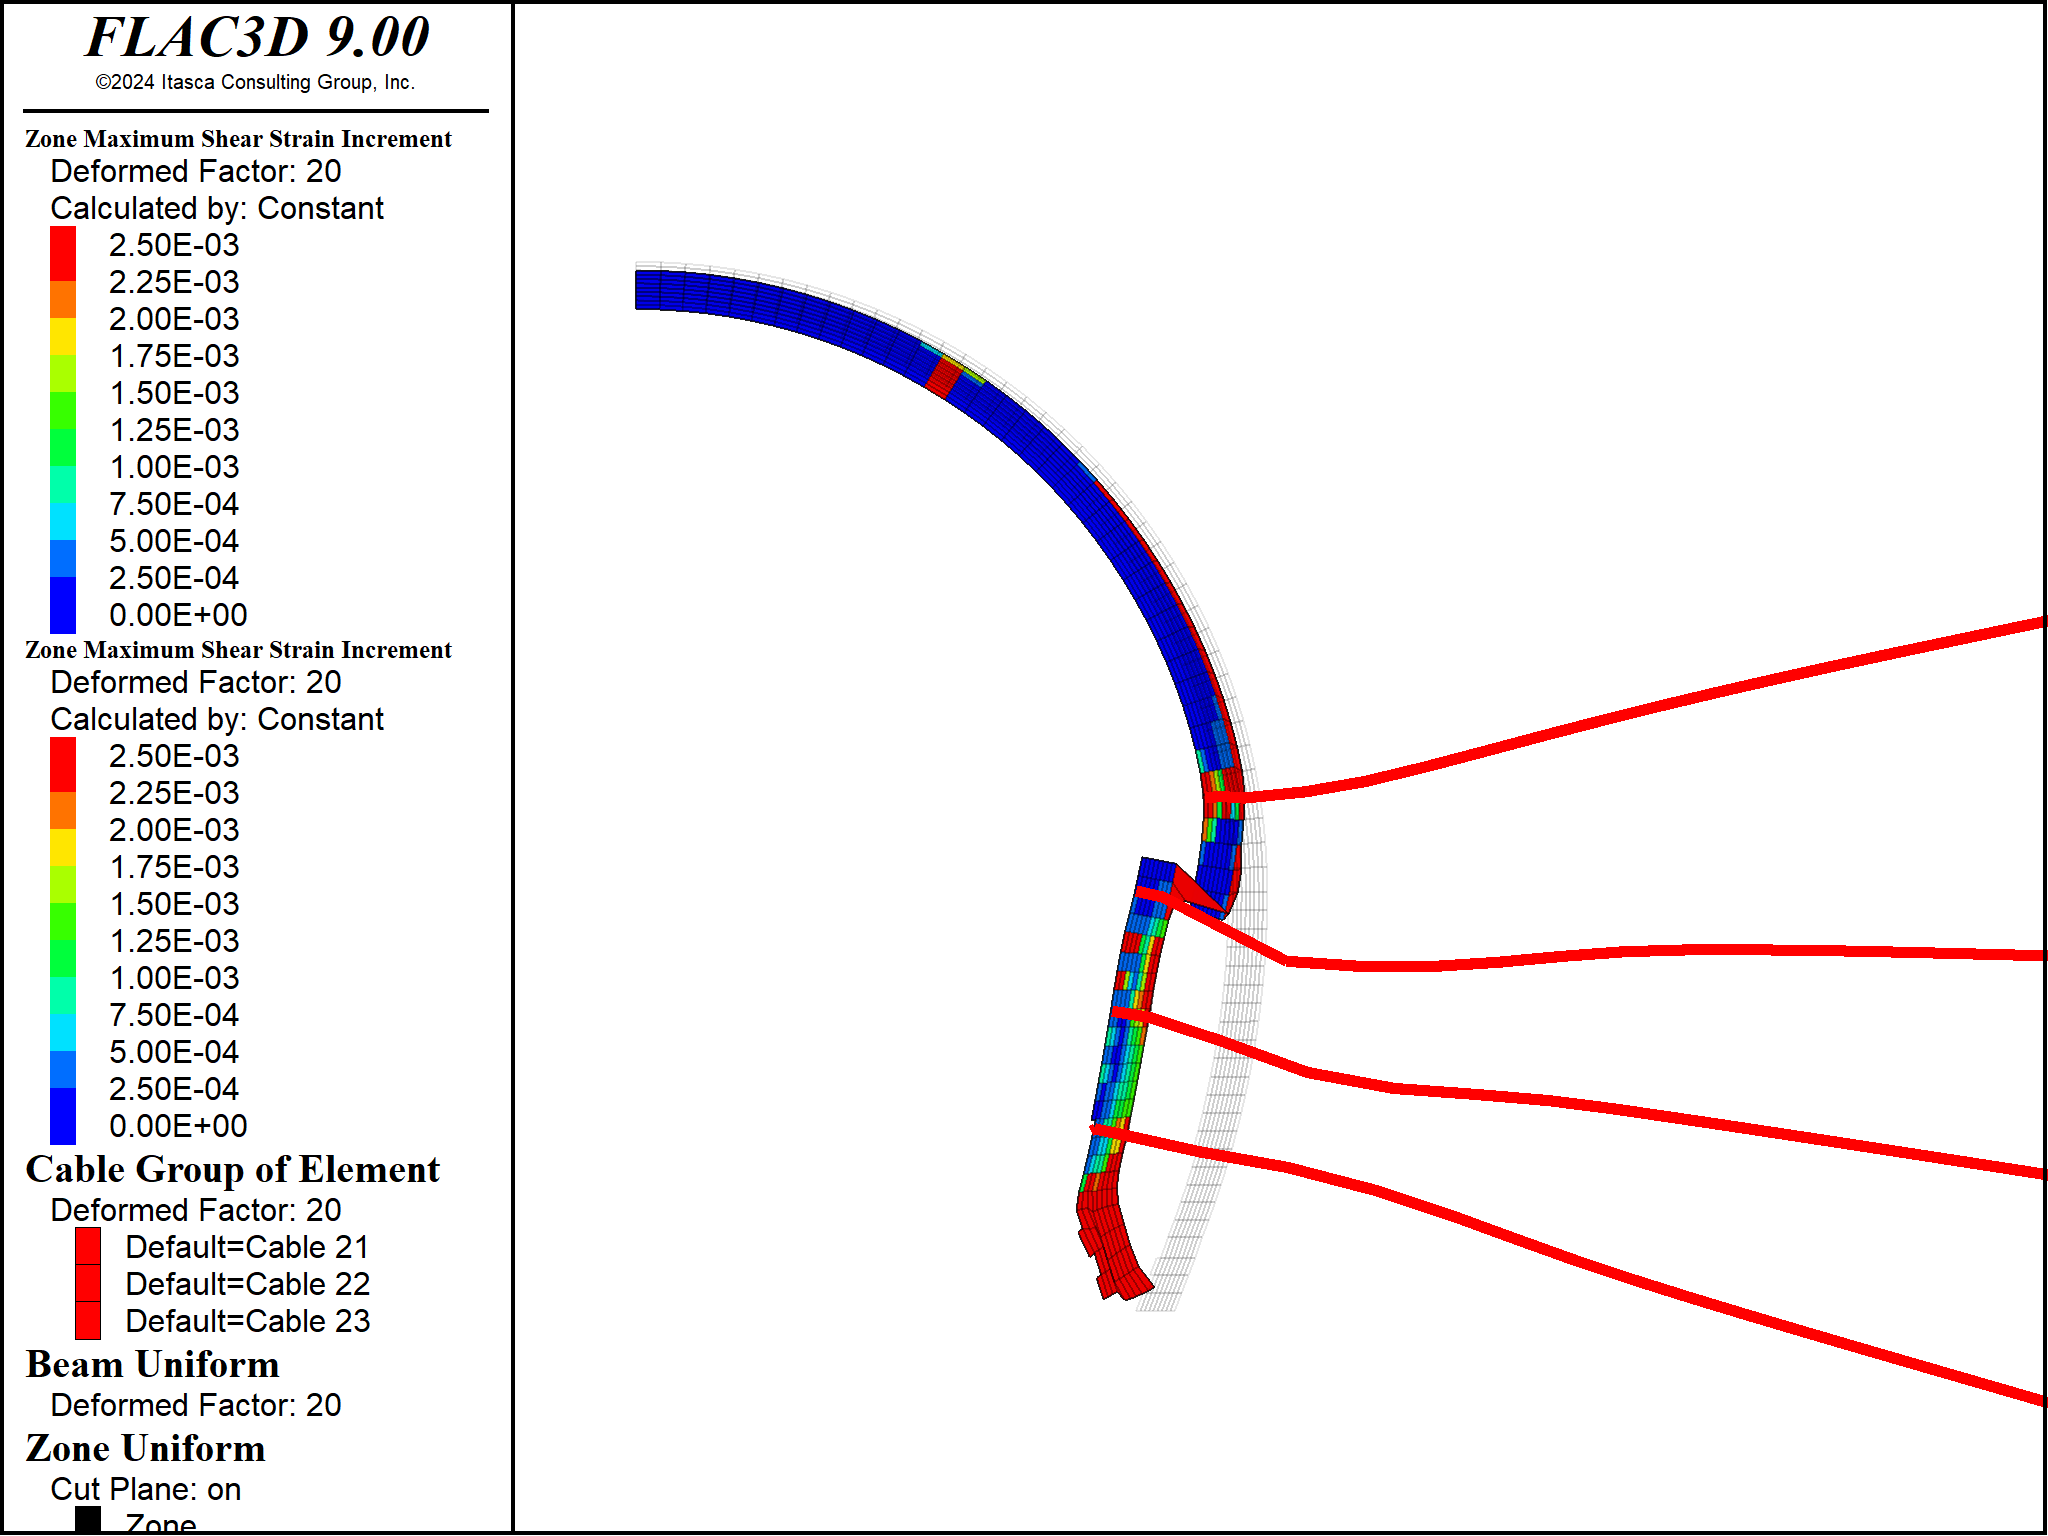 FLAC3D 9.00
©2024 Itasca Consulting Group, Inc.
Zone Maximum Shear Strain Increment
Deformed Factor: 20
Calculated by: Constant
2.50E-03
2.25E-03
2.00E-03
1.75E-03
1.50E-03
1.25E-03
1.00E-03
7.50E-04
5.00E-04
2.50E-04
0.00E+00
Zone Maximum Shear Strain Increment
Deformed Factor: 20
Calculated by: Constant
2.50E-03
2.25E-03
2.00E-03
1.75E-03
1.50E-03
1.25E-03
1.00E-03
7.50E-04
5.00E-04
2.50E-04
0.00E+00
Cable Group of Element
Deformed Factor: 20
Default=Cable 21
Default=Cable 22
Default=Cable 23
Beam Uniform
Deformed Factor: 20
Zone Uniform
Cut Plane: on
Zone